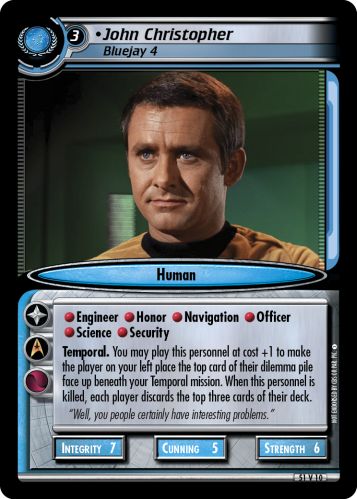 3 •John Christopher
Bluejay 4
Human
Engineer Honor Navigation Officer
Science Security
Temporal. You may play this personnel at cost +1 to make
the player on your left place the top card of their dilemma pile
face up beneath your Temporal mission. When this personnel is
killed, each player discards the top three cards of their deck.
"Well, you people certainly have interesting problems."
INTEGRITY 7 CUNNING 5 STRENGTH 6
51 V 10